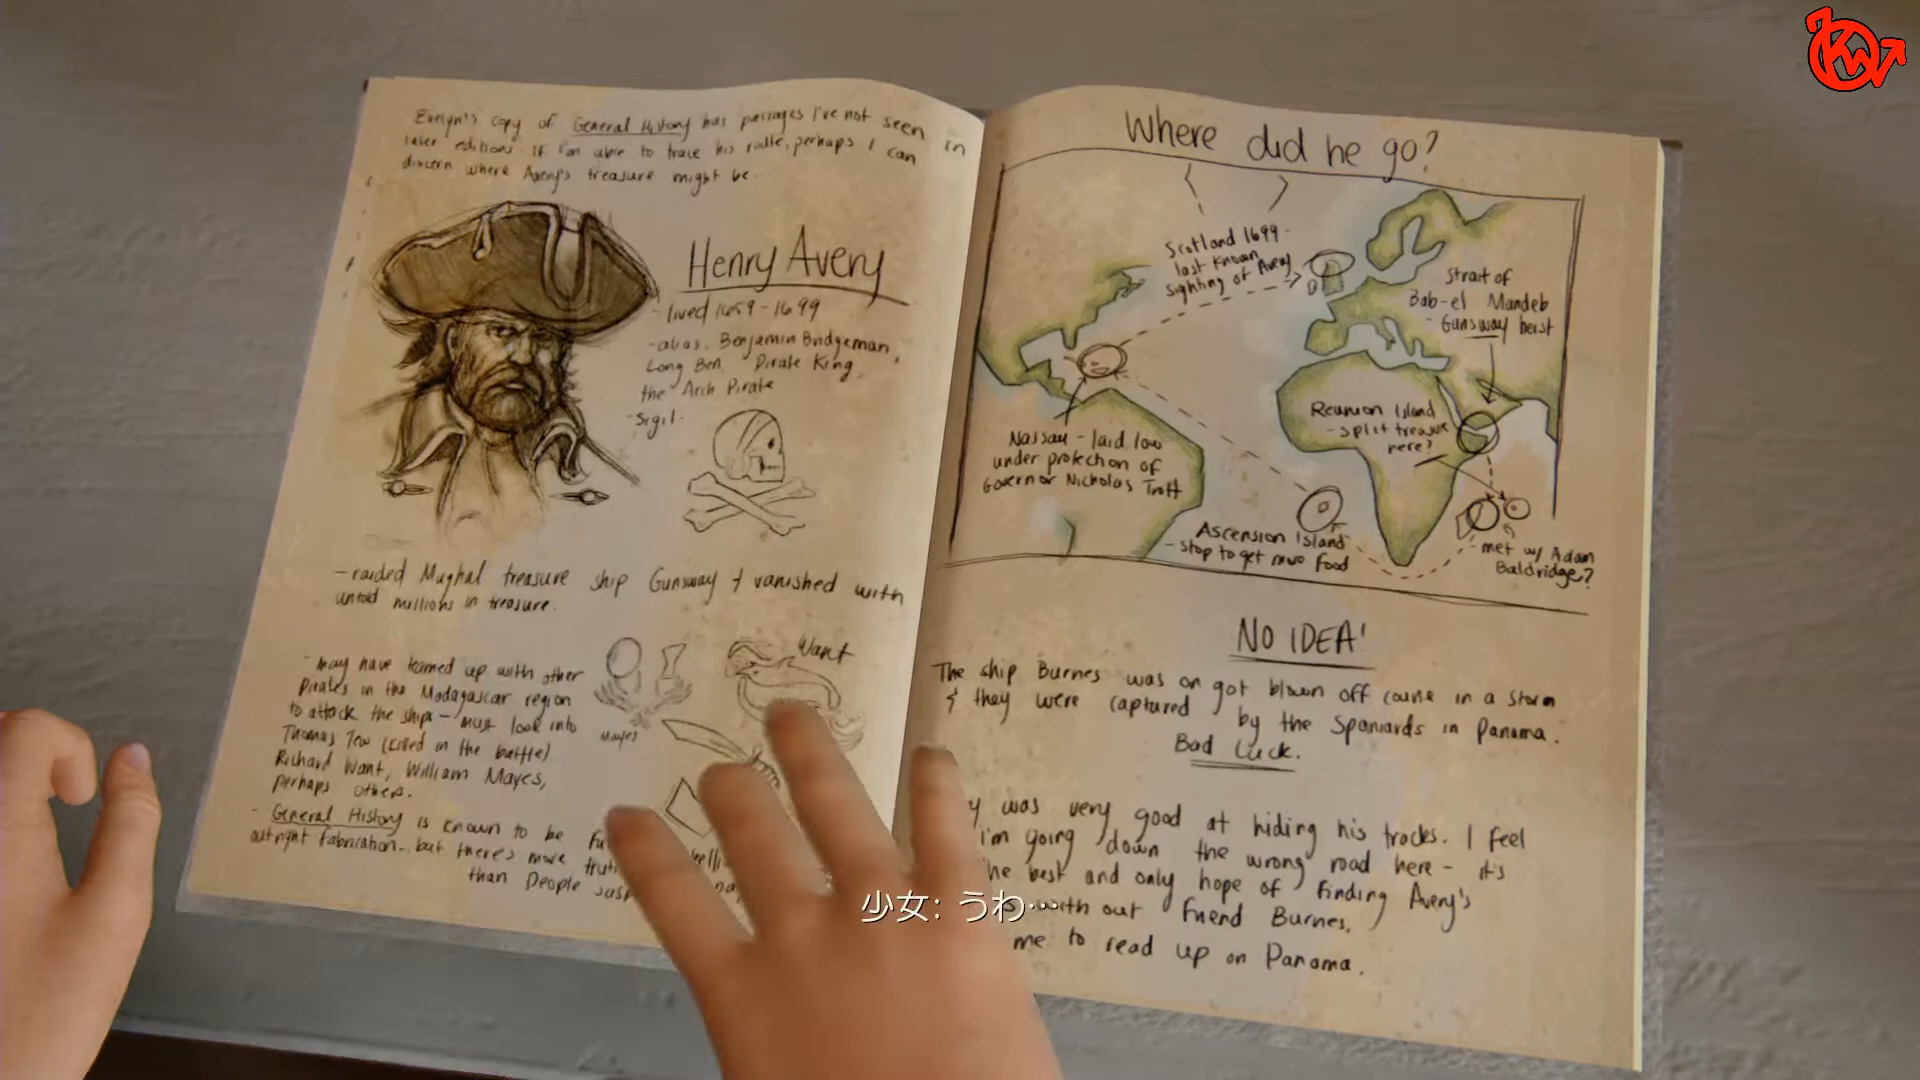 Evelyn's copy of General History has passages I've not seen in
later editions. If I'm able to trace his route, perhaps I can
discern where Avery's treasure might be...
Henry Avery
- lived 1659-1699
- alias. Benjamin Bridgeman,
Long Ben, Pirate King,
the Arch Pirate
- Sigil.
- raided Mughal treasure ship Gunsway & vanished with
untold millions in treasure.
- may have teamed up with other
pirates in the Madagascar region
to attack the ships - must look into
Thomas Tew (killed in the battle)
Richard Want, William Mayes,
perhaps others.
Mayes
Want
- General History is known to be
outright fabrication.. but there's more
than people
Where did he go?
Scotland 1699 -
last known
sighting of Avery
Strait of
Bab-el Mandeb
- Gunsway heist
Reunion Island
- split treasure
here?
Nassau - laid low
under protection of
Governor Nicholas Trott
Ascension Island
- stop to get more food
- met w/ Adam
Baldridge?
NO IDEA!
The ship Burnes was on got blown off course in a storm
& they were captured by the Spaniards in Panama.
Bad Luck.
was very good at hiding his tracks. I feel
I'm going down the wrong road here - it's
best and only hope of finding Avery's
with out friend Burnes.
me to read up on Panama.
少女: うわ…
KW